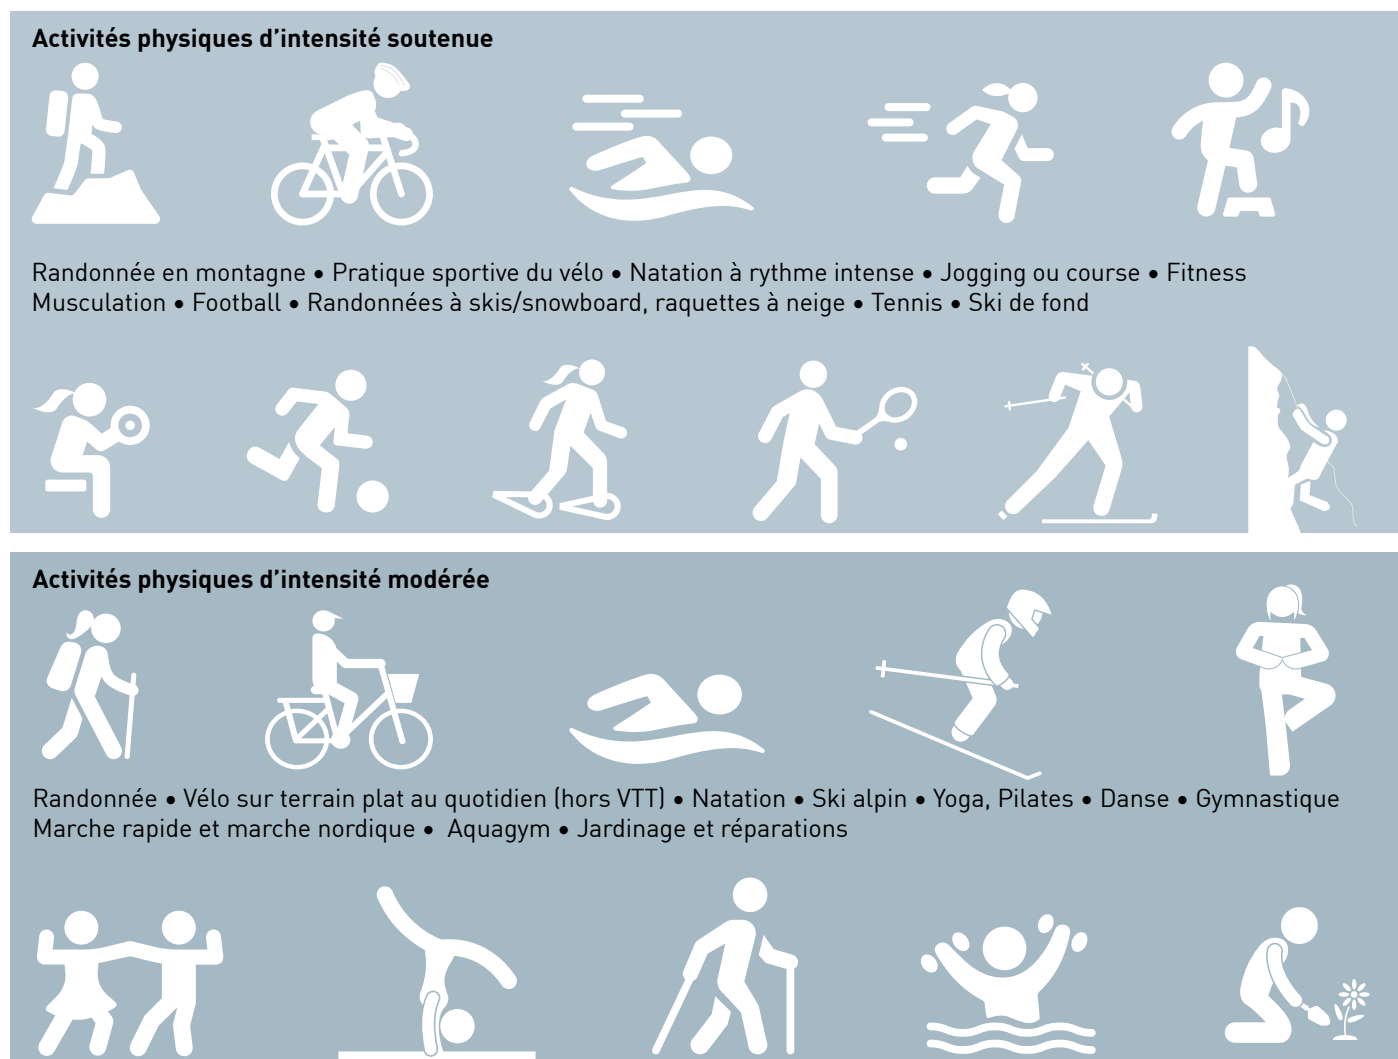 Activités physiques d’intensité soutenue
Randonnée en montagne • Pratique sportive du vélo • Natation à rythme intense • Jogging ou course • Fitness
Musculation • Football • Randonnées à skis/snowboard, raquettes à neige • Tennis • Ski de fond
Activités physiques d’intensité modérée
Randonnée • Vélo sur terrain plat au quotidien (hors VTT) • Natation • Ski alpin • Yoga, Pilates • Danse • Gymnastique
Marche rapide et marche nordique • Aquagym • Jardinage et réparations